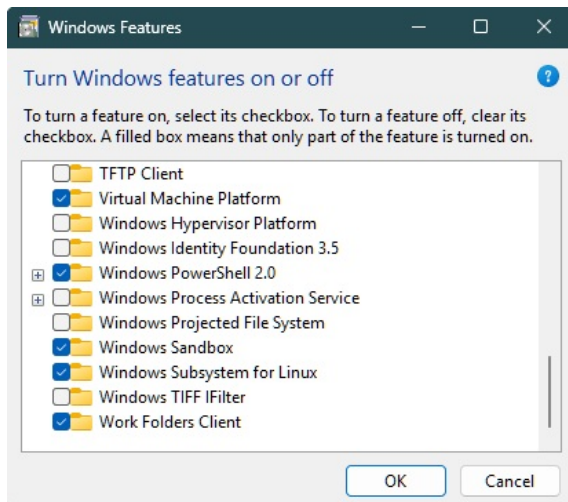 Windows Features
Turn Windows features on or off
To turn a feature on, select its checkbox. To turn a feature off, clear its
checkbox. A filled box means that only part of the feature is turned on.
TFTP Client
Virtual Machine Platform
Windows Hypervisor Platform
Windows Identity Foundation 3.5
Windows PowerShell 2.0
Windows Process Activation Service
Windows Projected File System
Windows Sandbox
Windows Subsystem for Linux
Windows TIFF IFilter
Work Folders Client
OK Cancel